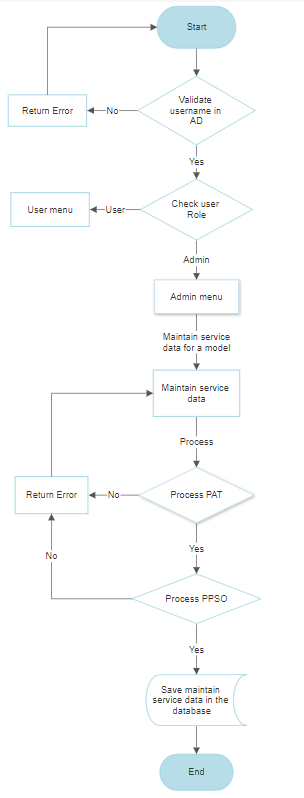 Start
Validate
username in
AD
No
Return Error
Yes
Check user
Role
User
User menu
Admin
Admin menu
Maintain service
data for a model
Maintain service
data
Process
Process PAT
No
Return Error
Yes
No
Process PPSO
Yes
Save maintain
service data in the
database
End